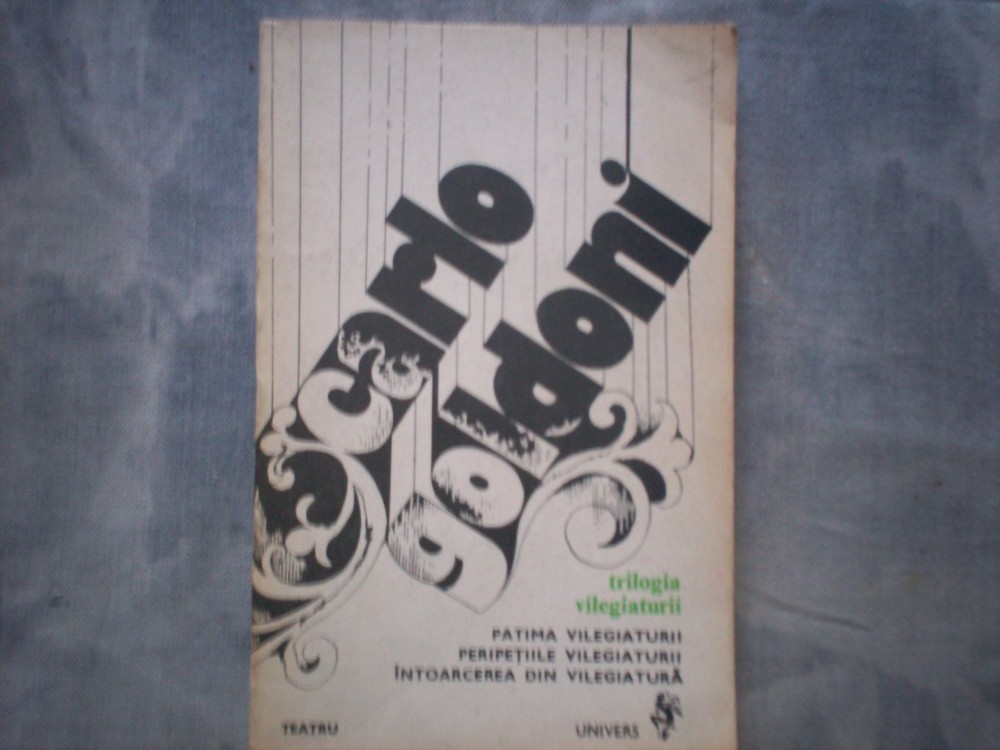 carlo
goldoni
trilogia
vilegiaturii
PATIMA VILEGIATURII
PERIPEȚIILE VILEGIATURII
ÎNTOARCEREA DIN VILEGIATURĂ
TEATRU
UNIVERS